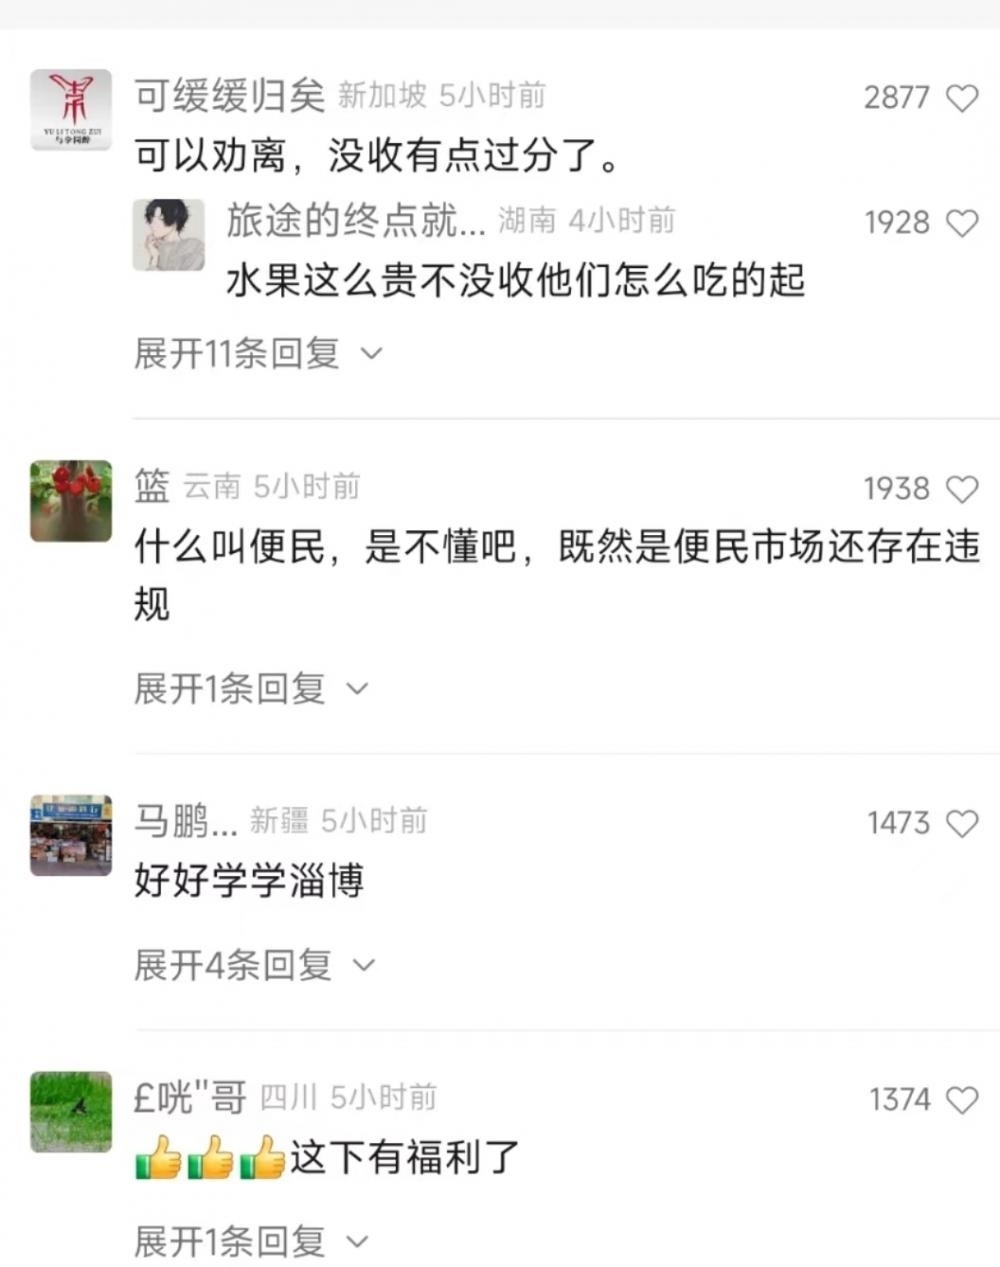 YU LI TONG ZUI
与余同醉
可缓缓归矣 新加坡 5小时前 2877
可以劝离，没收有点过分了。
旅途的终点就... 湖南 4小时前 1928
水果这么贵不没收他们怎么吃的起
展开11条回复
篮 云南 5小时前 1938
什么叫便民，是不懂吧，既然是便民市场还存在违
规
展开1条回复
马鹏... 新疆 5小时前 1473
好好学学淄博
展开4条回复
£咣"哥 四川 5小时前 1374
👍👍👍这下有福利了
展开1条回复